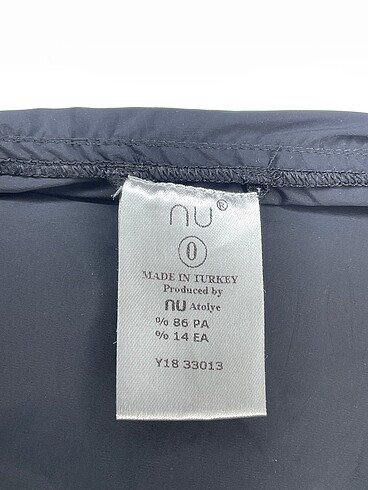 nu®
0
MADE IN TURKEY
Produced by
nu Atolye
% 86 PA
% 14 EA
Y18 33013